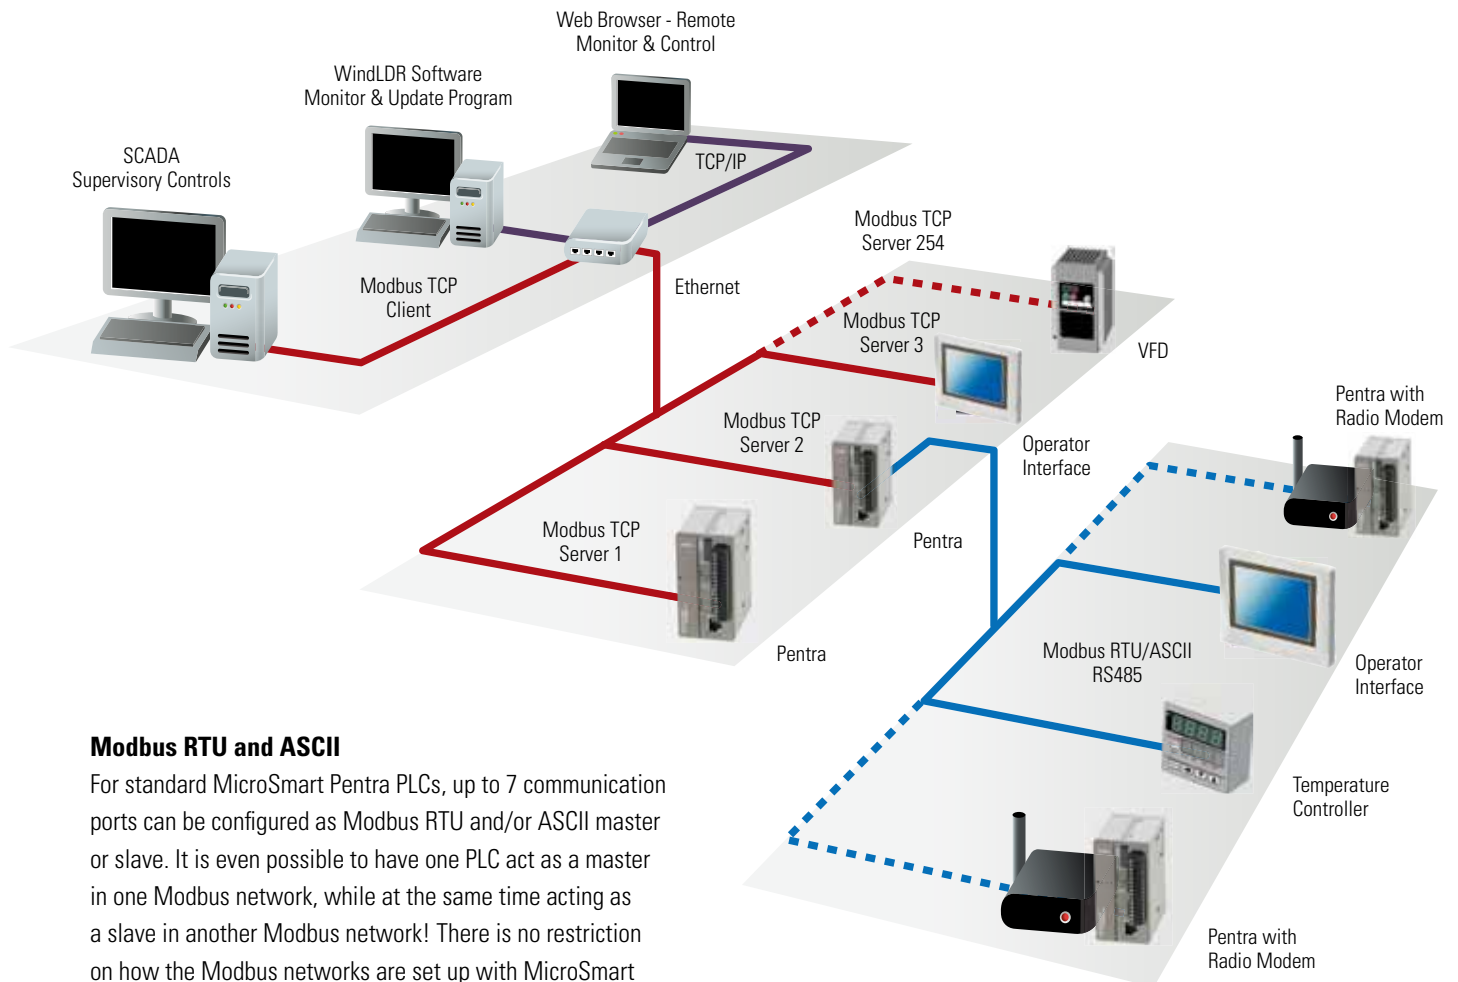 Web Browser - Remote
Monitor & Control
WindLDR Software
Monitor & Update Program
SCADA
Supervisory Controls
TCP/IP
Modbus TCP
Client
Ethernet
Modbus TCP
Server 254
Modbus TCP
Server 3
VFD
Modbus TCP
Server 2
Operator
Interface
Pentra with
Radio Modem
Modbus TCP
Server 1
Pentra
Pentra
Modbus RTU/ASCII
RS485
Operator
Interface
Temperature
Controller
Pentra with
Radio Modem
Modbus RTU and ASCII
For standard MicroSmart Pentra PLCs, up to 7 communication
ports can be configured as Modbus RTU and/or ASCII master
or slave. It is even possible to have one PLC act as a master
in one Modbus network, while at the same time acting as
a slave in another Modbus network! There is no restriction
on how the Modbus networks are set up with MicroSmart